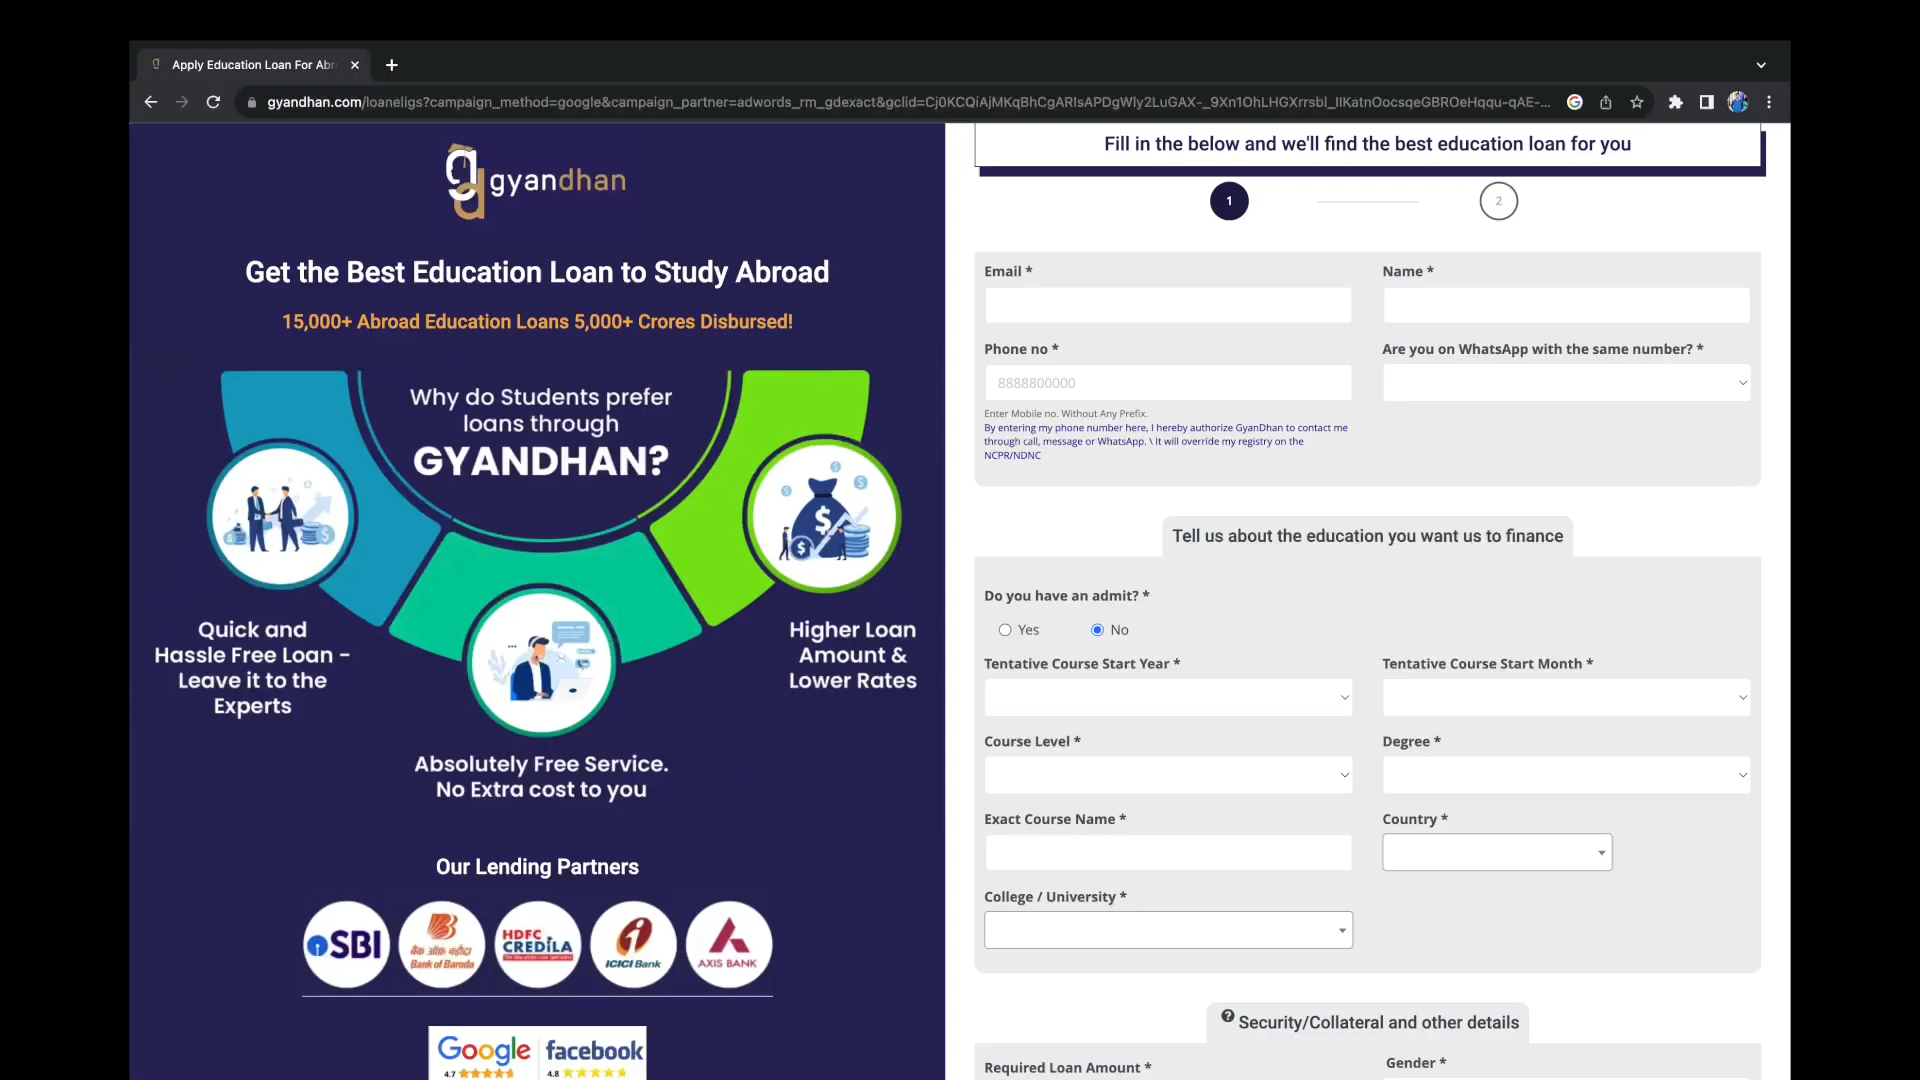 Apply Education Loan For Abr
gyandhan.com/loaneligs?campaign_method=google&campaign_partner=adwords_rm_gdexact&gclid=Cj0KCQiAjMKqBhCgARIsAPDgWly2LuGAX-_9Xn1OhLHGXrrsbl_IIKatnOocsqeGBROeHqqu-qAE-...
gyandhan
Get the Best Education Loan to Study Abroad
15,000+ Abroad Education Loans 5,000+ Crores Disbursed!
Why do Students prefer
loans through
GYANDHAN?
Quick and
Hassle Free Loan -
Leave it to the
Experts
Higher Loan
Amount &
Lower Rates
Absolutely Free Service.
No Extra cost to you
Our Lending Partners
SBI
बैंक ऑफ़ बड़ौदा
Bank of Baroda
HDFC
CREDILA
ICICI Bank
AXIS BANK
Google
4.7
facebook
4.8
Fill in the below and we'll find the best education loan for you
1
2
Email *
Name *
Phone no *
Are you on WhatsApp with the same number? *
8888800000
Enter Mobile no. Without Any Prefix.
By entering my phone number here, I hereby authorize GyanDhan to contact me
through call, message or WhatsApp. \ It will override my registry on the
NCPR/NDNC
Tell us about the education you want us to finance
Do you have an admit? *
Yes
No
Tentative Course Start Year *
Tentative Course Start Month *
Course Level *
Degree *
Exact Course Name *
Country *
College / University *
Security/Collateral and other details
Required Loan Amount *
Gender *